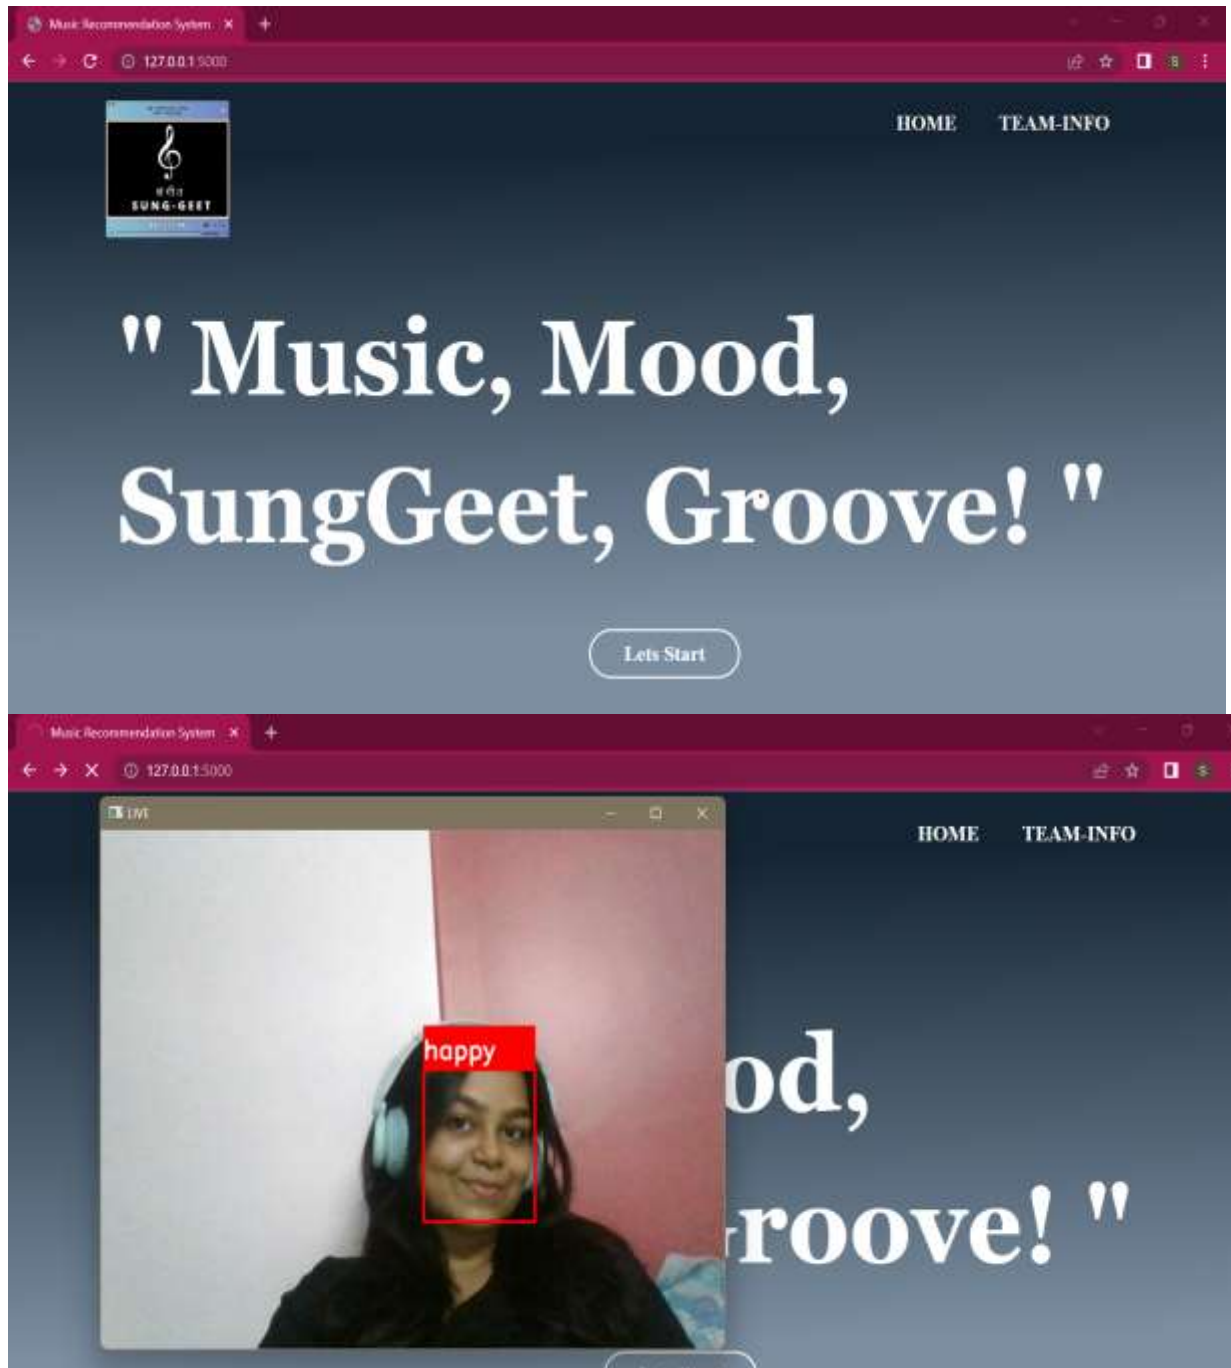 Music Recommendation System
127.0.0.1:5000
HOME TEAM-INFO
संगीत
SUNG-GEET
" Music, Mood,
SungGeet, Groove! "
Lets Start
Music Recommendation System
127.0.0.1:5000
LIVE
HOME TEAM-INFO
happy
od,
roove! "